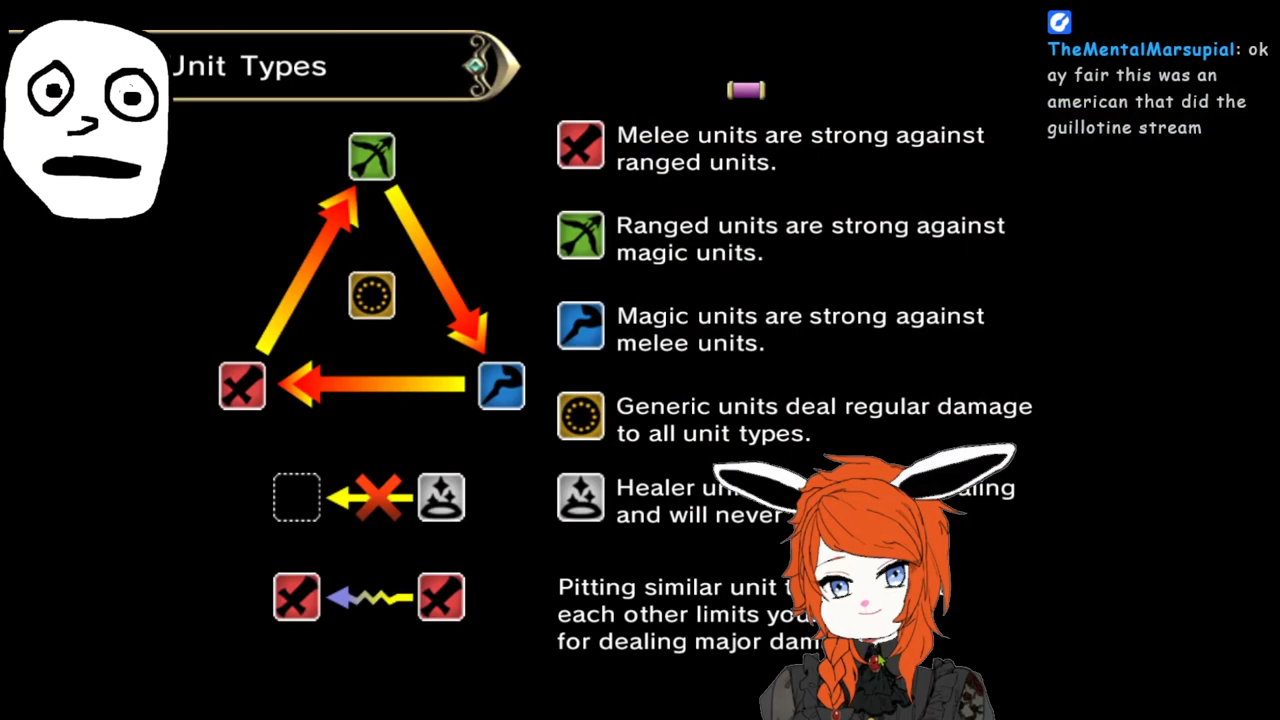 Unit Types
Melee units are strong against
ranged units.
Ranged units are strong against
magic units.
Magic units are strong against
melee units.
Generic units deal regular damage
to all unit types.
Healer
and will never
Pitting similar unit
each other limits
for dealing major
TheMentalMarsupial: ok
ay fair this was an
american that did the
guillotine stream